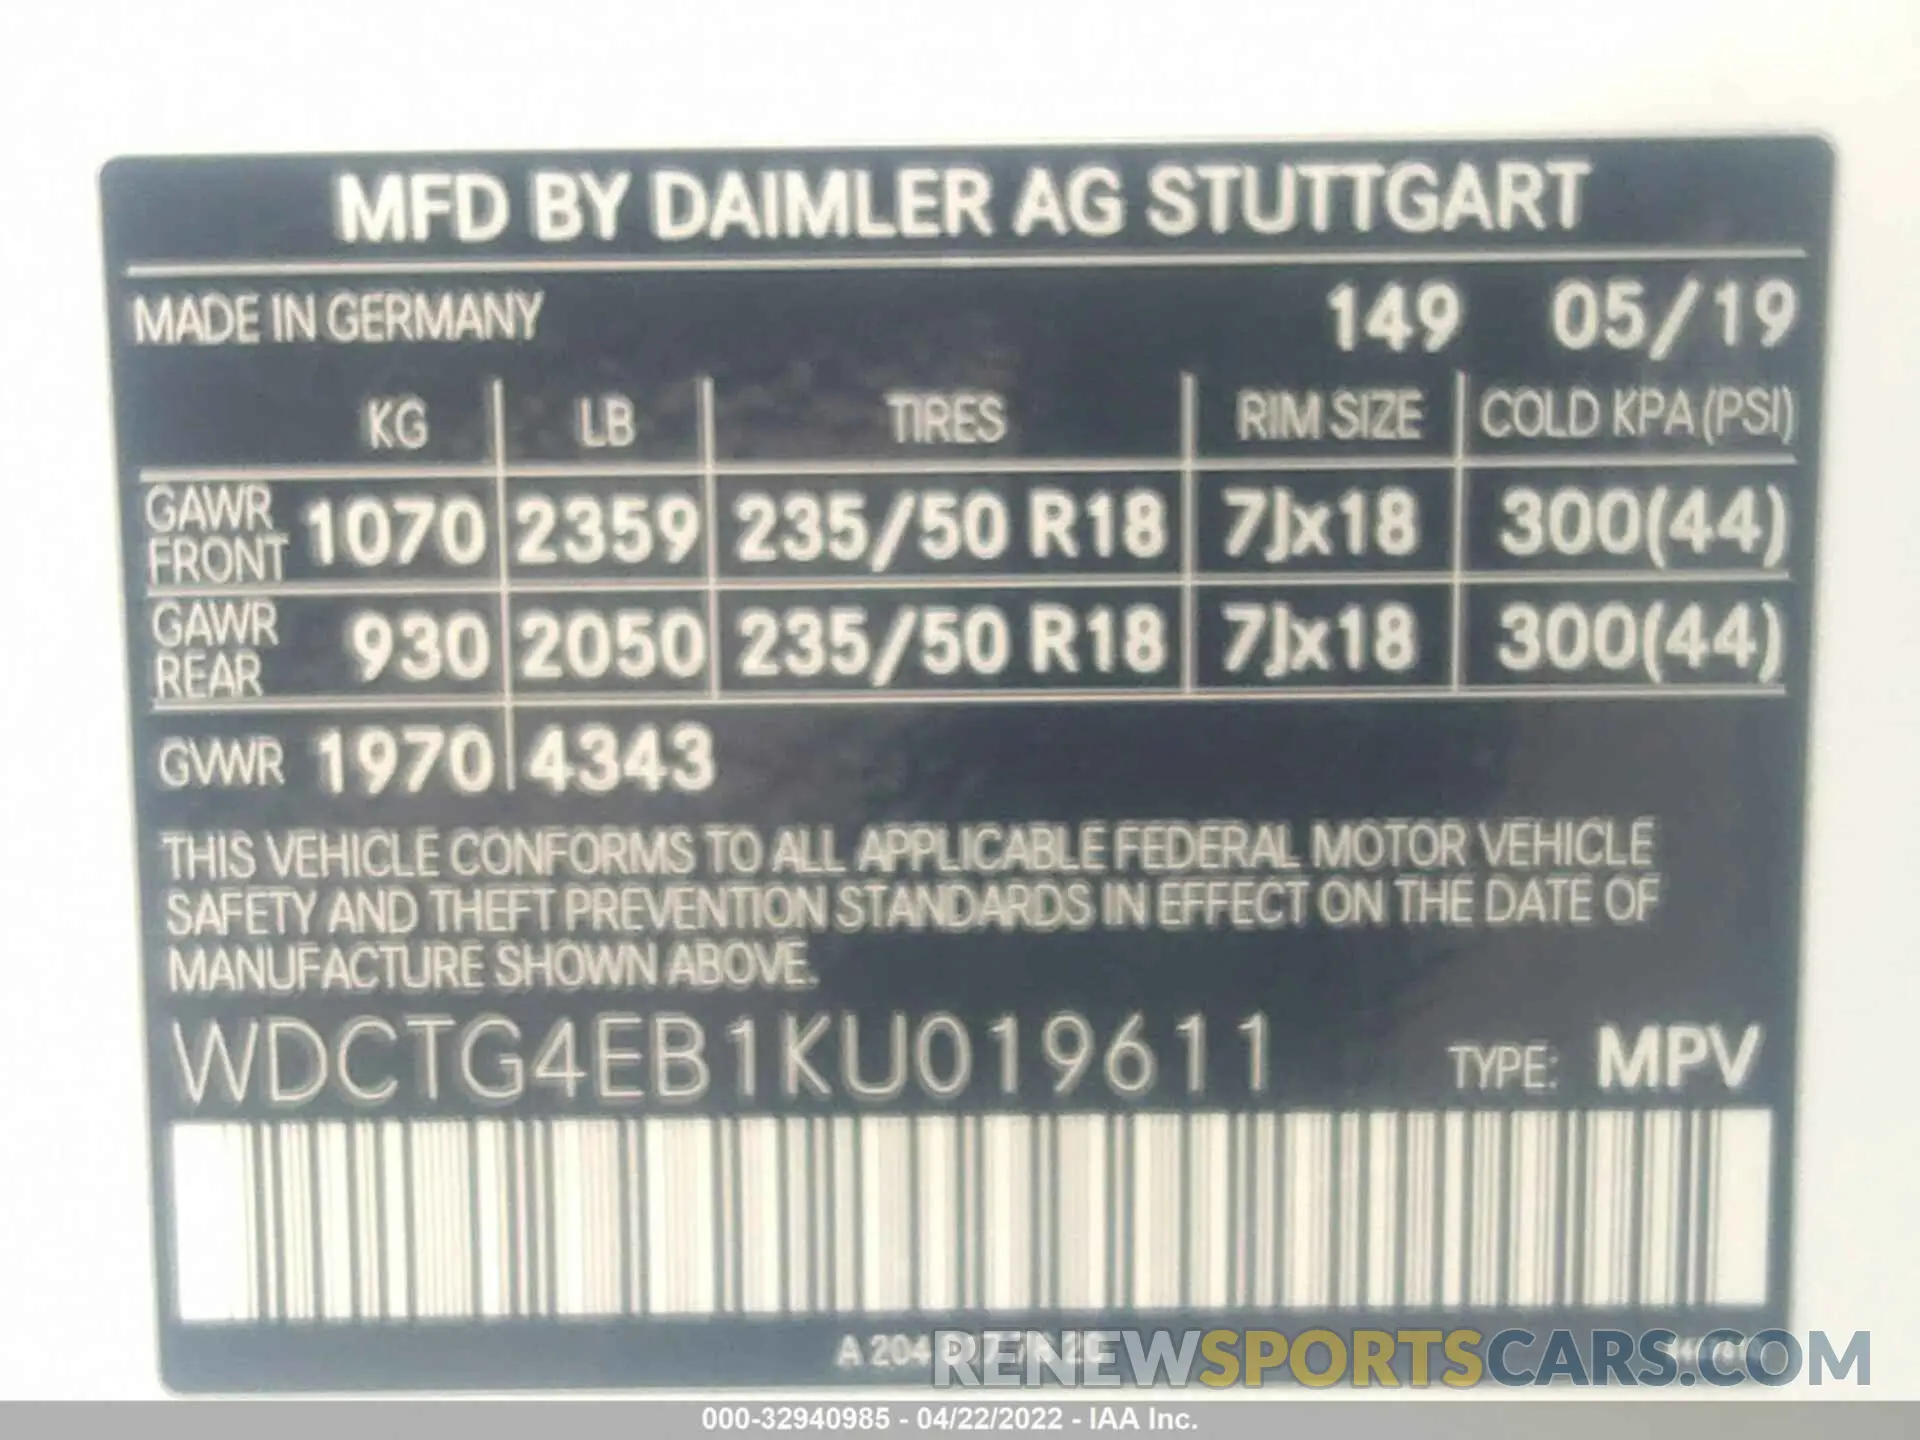 MFD BY DAIMLER AG STUTTGART
MADE IN GERMANY 149 05/19
KG LB TIRES RIM SIZE COLD KPA (PSI)
GAWR FRONT 1070 2359 235/50 R18 7Jx18 300(44)
GAWR REAR 930 2050 235/50 R18 7Jx18 300(44)
GVWR 1970 4343
THIS VEHICLE CONFORMS TO ALL APPLICABLE FEDERAL MOTOR VEHICLE
SAFETY AND THEFT PREVENTION STANDARDS IN EFFECT ON THE DATE OF
MANUFACTURE SHOWN ABOVE.
WDCTG4EB1KU019611 TYPE: MPV
A 204
RENEWSPORTSCARS.COM
000-32940985 - 04/22/2022 - IAA Inc.